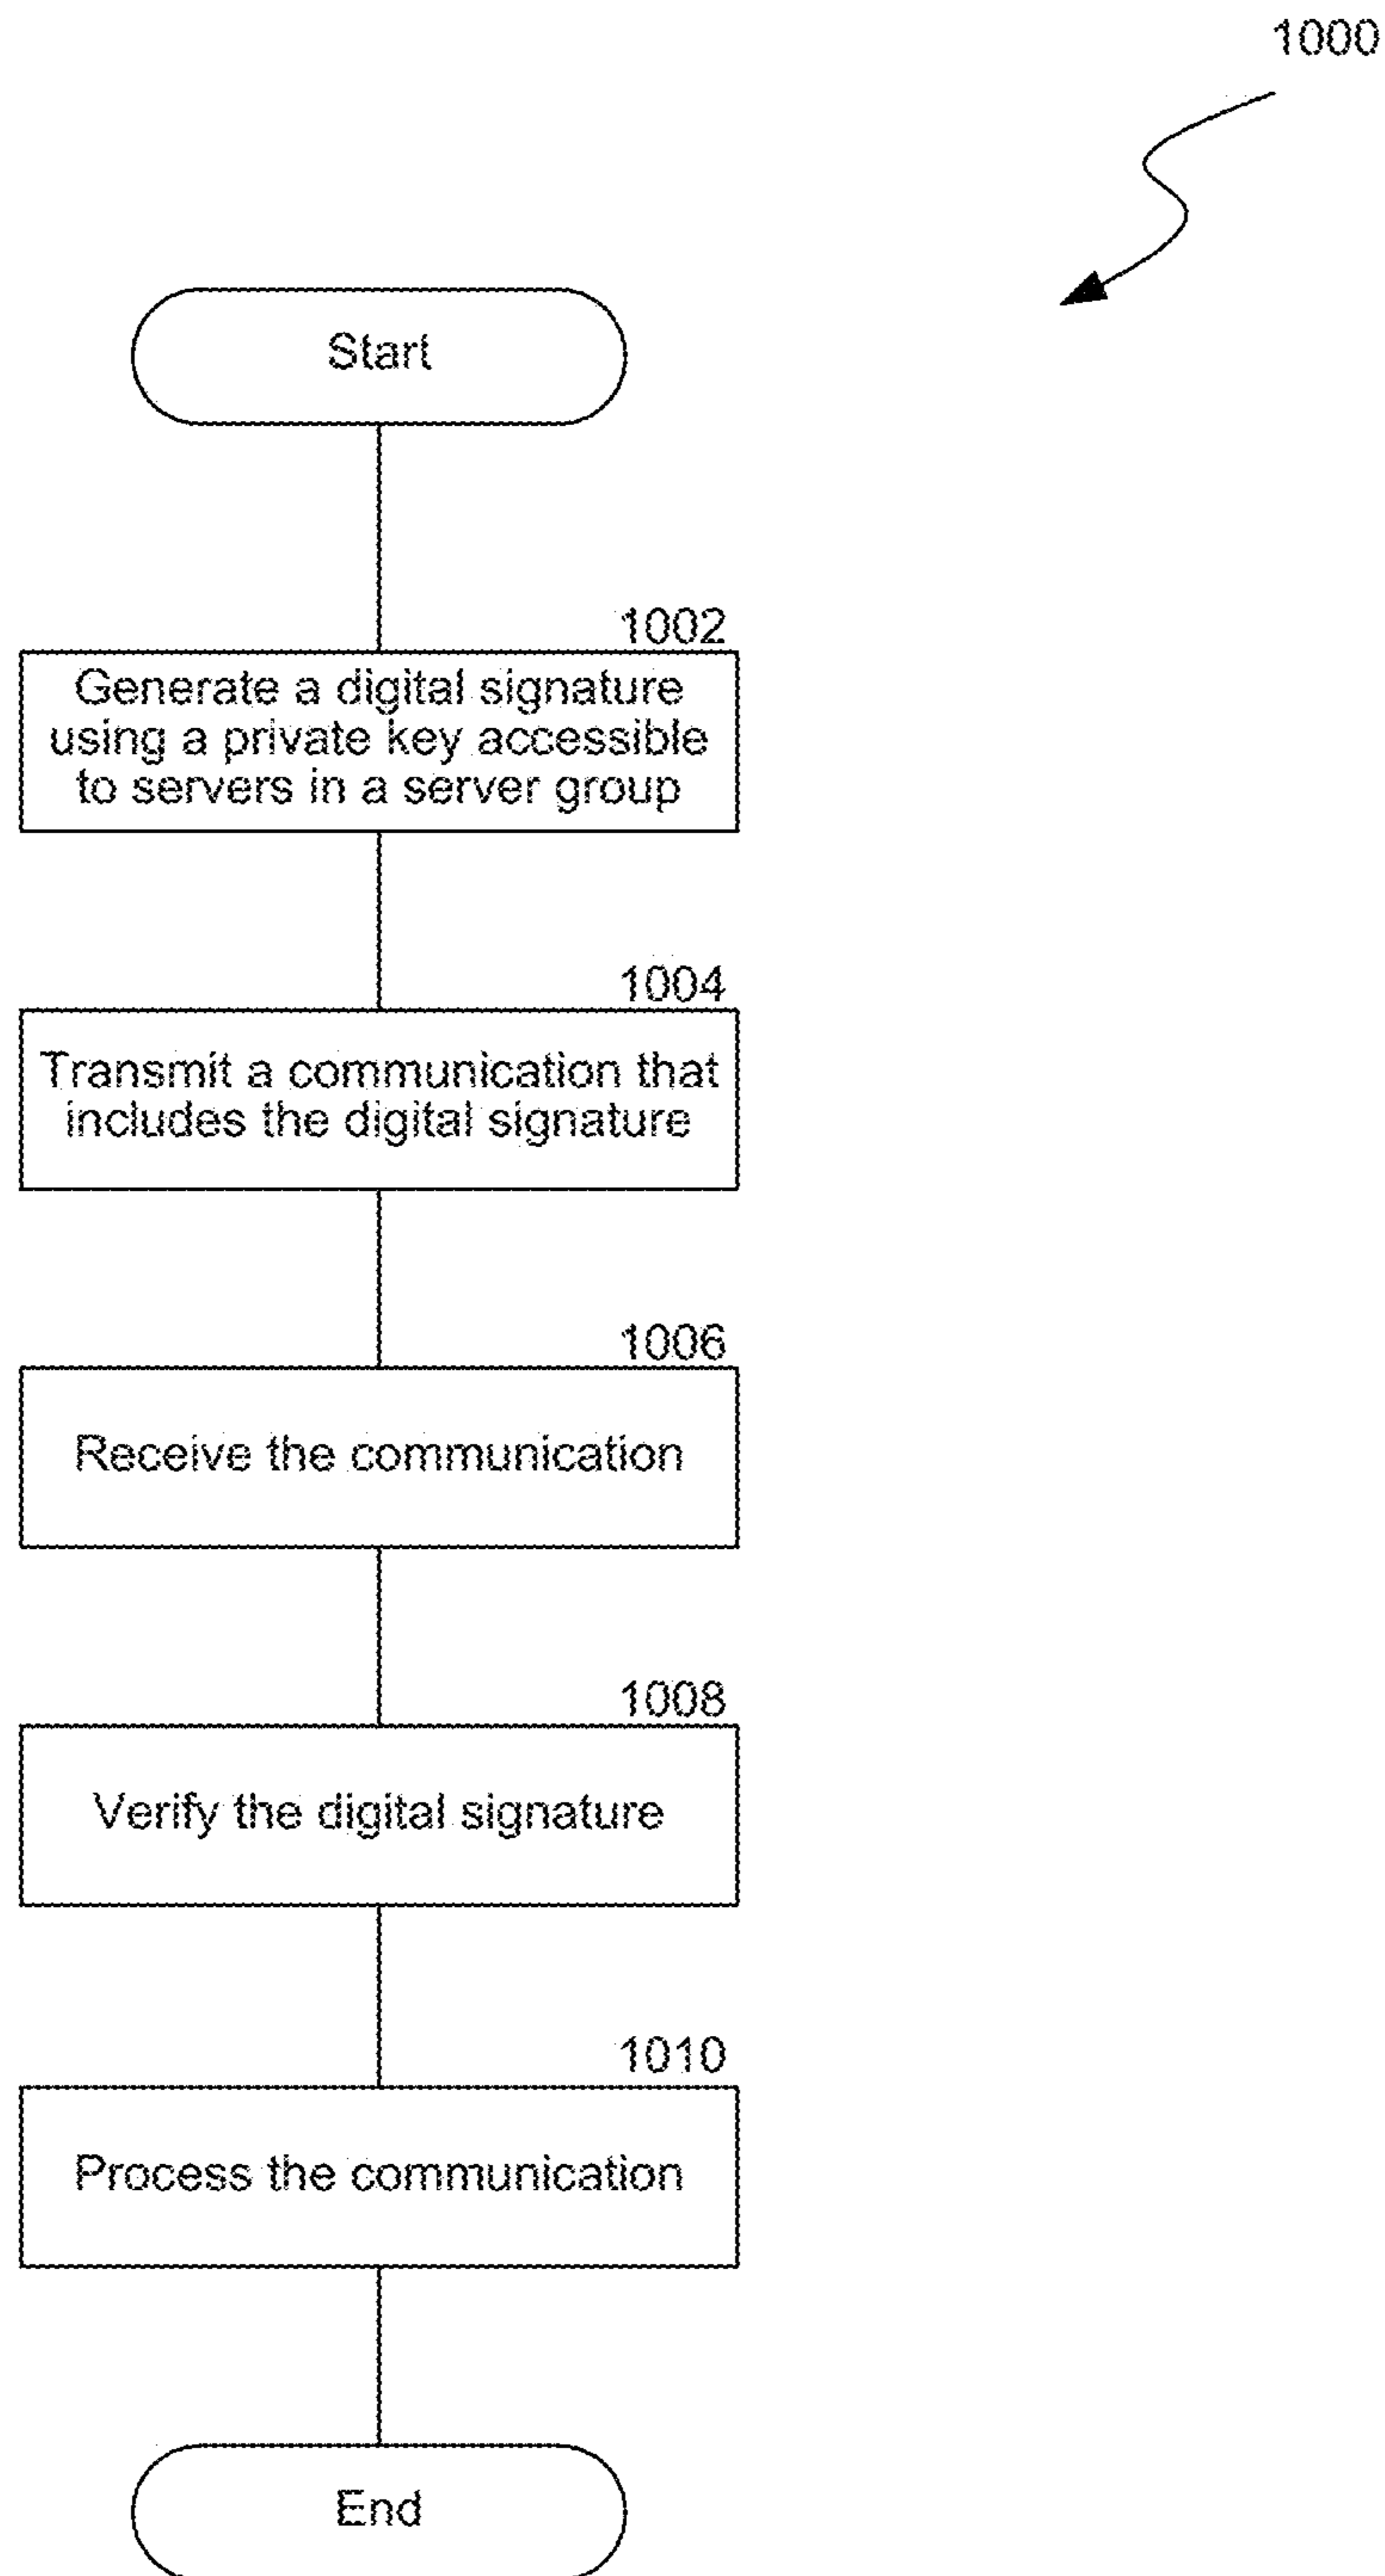 1000
Start
1002
Generate a digital signature
using a private key accessible
to servers in a server group
1004
Transmit a communication that
includes the digital signature
1006
Receive the communication
1008
Verify the digital signature
1010
Process the communication
End